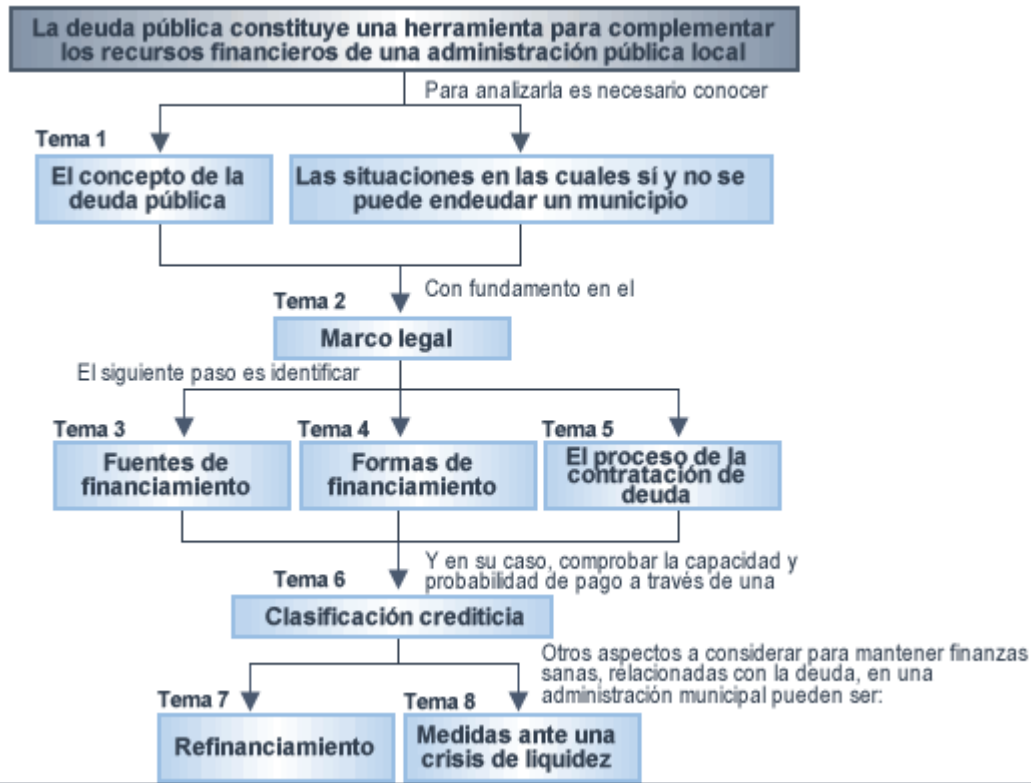 La deuda pública constituye una herramienta para complementar
los recursos financieros de una administración pública local
Para analizarla es necesario conocer
Tema 1
El concepto de la
deuda pública
Las situaciones en las cuales sí y no se
puede endeudar un municipio
Con fundamento en el
Tema 2
Marco legal
El siguiente paso es identificar
Tema 3
Fuentes de
financiamiento
Tema 4
Formas de
financiamiento
Tema 5
El proceso de la
contratación de
deuda
Y en su caso, comprobar la capacidad y
probabilidad de pago a través de una
Tema 6
Clasificación crediticia
Otros aspectos a considerar para mantener finanzas
sanas, relacionadas con la deuda, en una
administración municipal pueden ser:
Tema 7
Refinanciamiento
Tema 8
Medidas ante una
crisis de liquidez